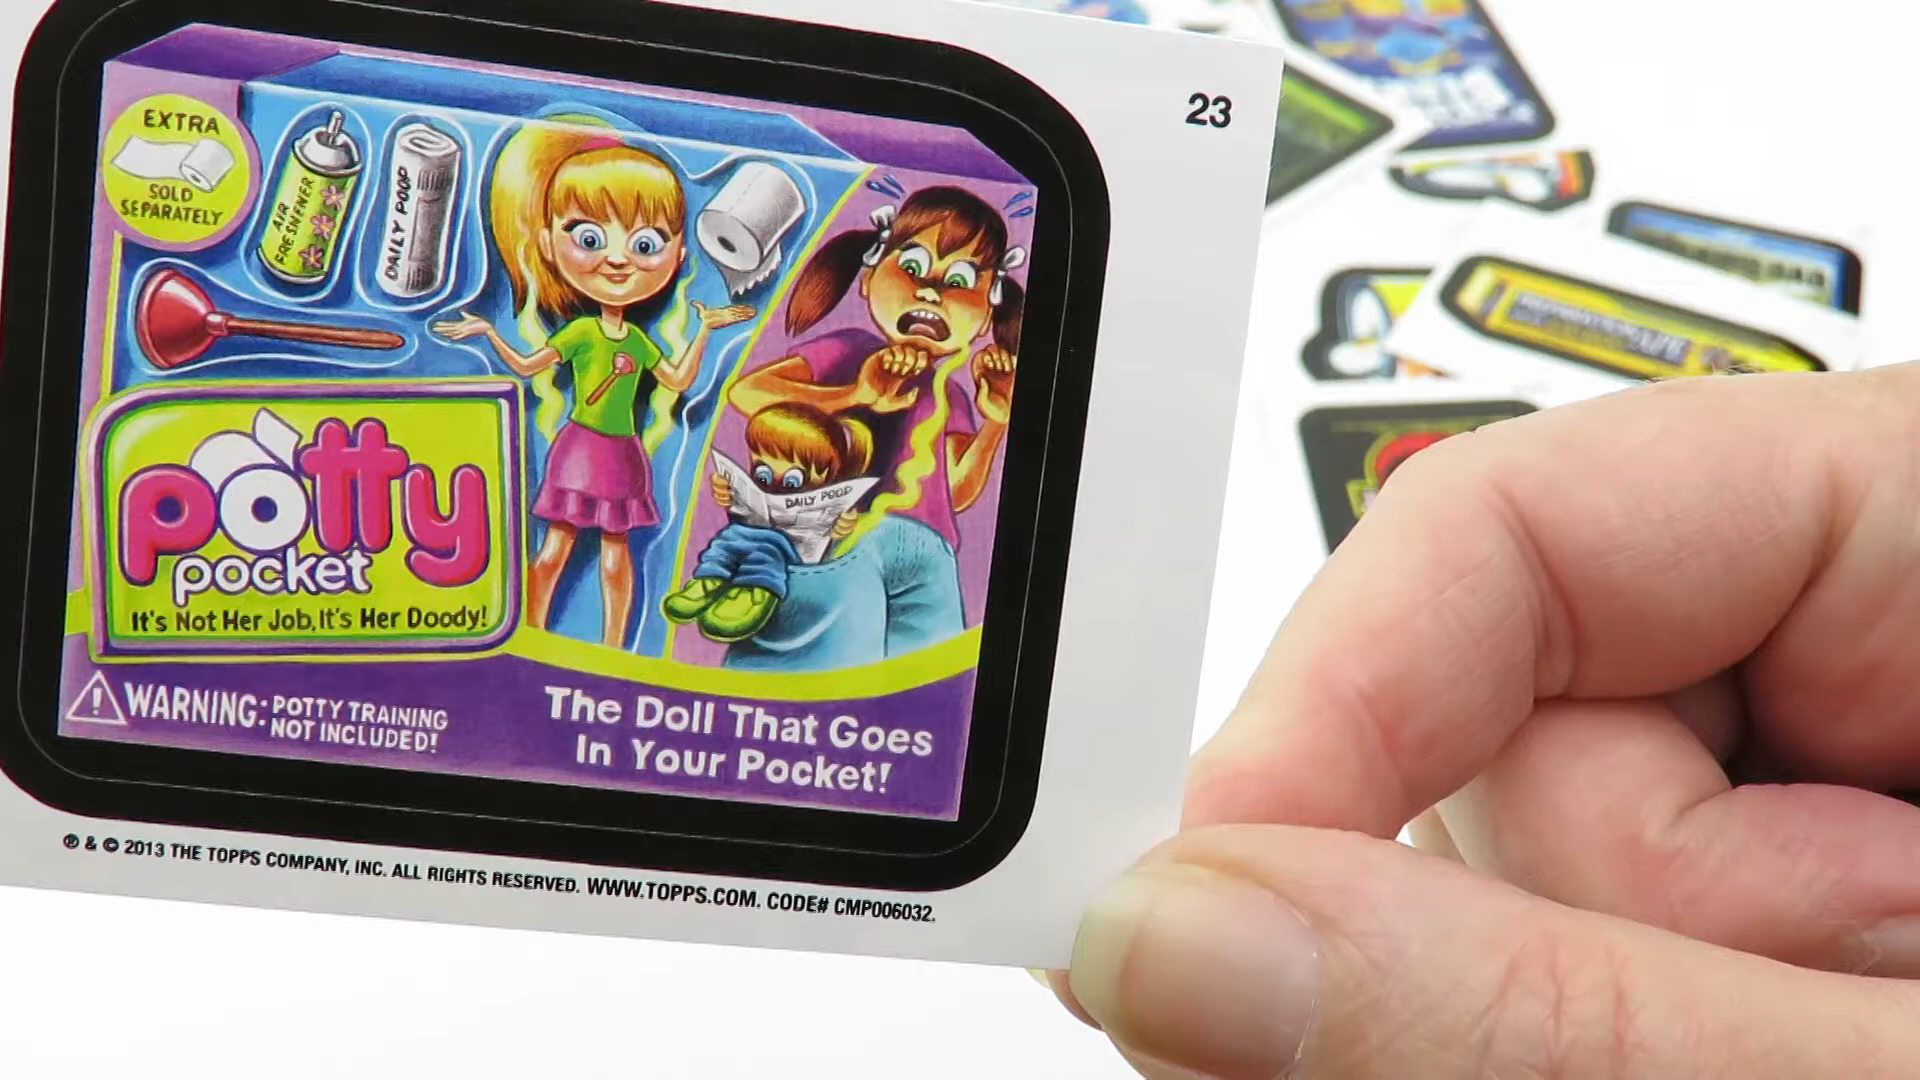 23
EXTRA
SOLD
SEPARATELY
AIR
FRESHENER
DAILY POOP
DAILY POOP
potty
pocket
It's Not Her Job, It's Her Doody!
WARNING: POTTY TRAINING
NOT INCLUDED!
The Doll That Goes
In Your Pocket!
® & © 2013 THE TOPPS COMPANY, INC. ALL RIGHTS RESERVED. WWW.TOPPS.COM. CODE# CMP006032.